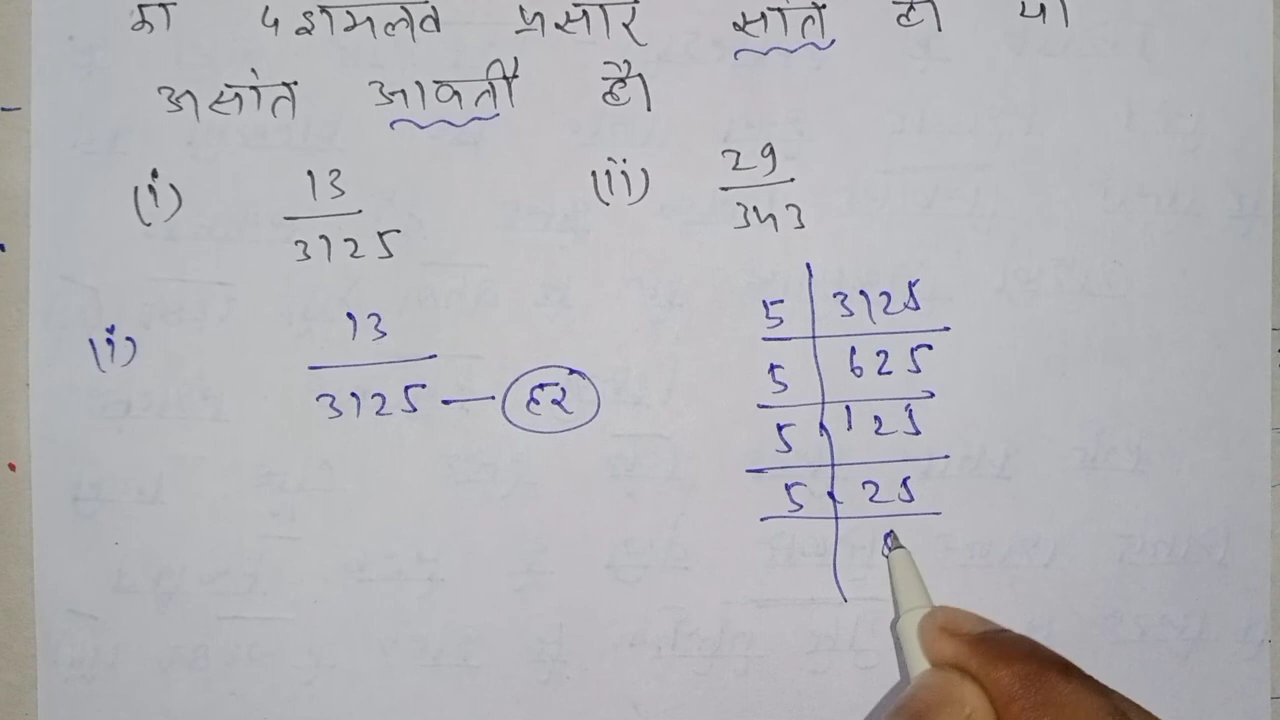 का दशमलव प्रसार सांत है या
असांत आवर्ती है।
(i) 13/3125 (ii) 29/343
(i) 13/3125 — हर
5 | 3125
5 | 625
5 | 125
5 | 25